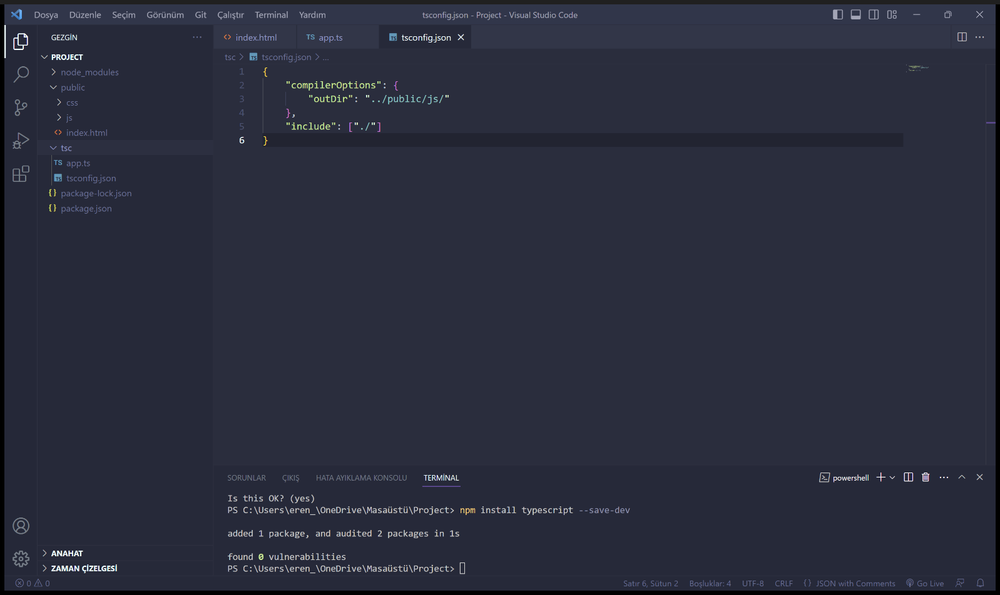 Dosya Düzenle Seçim Görünüm Git Çalıştır Terminal Yardım
tsconfig.json - Project - Visual Studio Code
GEZGİN
PROJECT
node_modules
public
css
js
index.html
tsc
app.ts
tsconfig.json
package-lock.json
package.json
ANAHAT
ZAMAN ÇİZELGESİ
index.html
TS app.ts
tsconfig.json
tsc > tsconfig.json > ...
1 {
2 "compilerOptions": {
3 "outDir": "../public/js/"
4 },
5 "include": ["./"]
6 }
SORUNLAR ÇIKIŞ HATA AYIKLAMA KONSOLU TERMİNAL
powershell
Is this OK? (yes)
PS C:\Users\eren_\OneDrive\Masaüstü\Project> npm install typescript --save-dev
added 1 package, and audited 2 packages in 1s
found 0 vulnerabilities
PS C:\Users\eren_\OneDrive\Masaüstü\Project>
0 0
Satır 6, Sütun 2 Boşluklar: 4 UTF-8 CRLF {} JSON with Comments Go Live